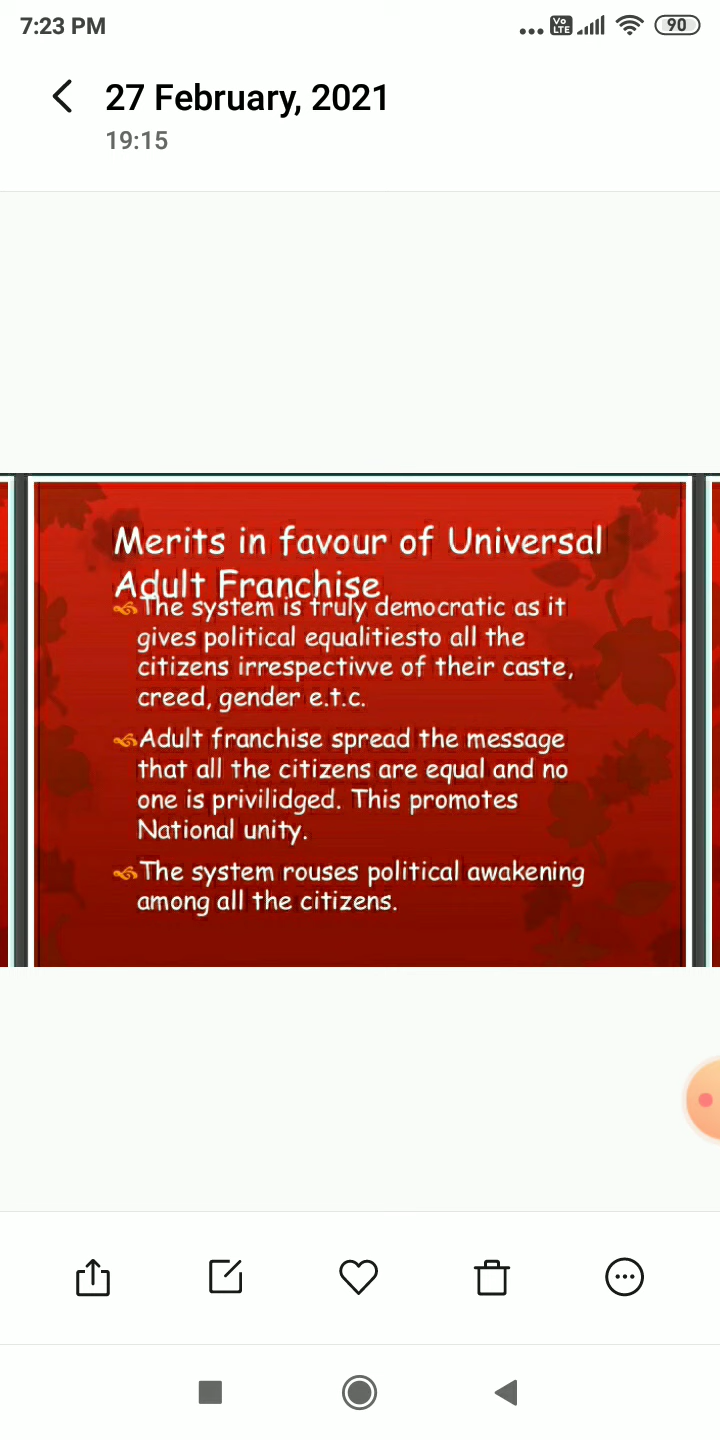 7:23 PM
VoLTE
90
27 February, 2021
19:15
Merits in favour of Universal
Adult Franchise
The system is truly democratic as it
gives political equalitiesto all the
citizens irrespectivve of their caste,
creed, gender e.t.c.
Adult franchise spread the message
that all the citizens are equal and no
one is privilidged. This promotes
National unity.
The system rouses political awakening
among all the citizens.